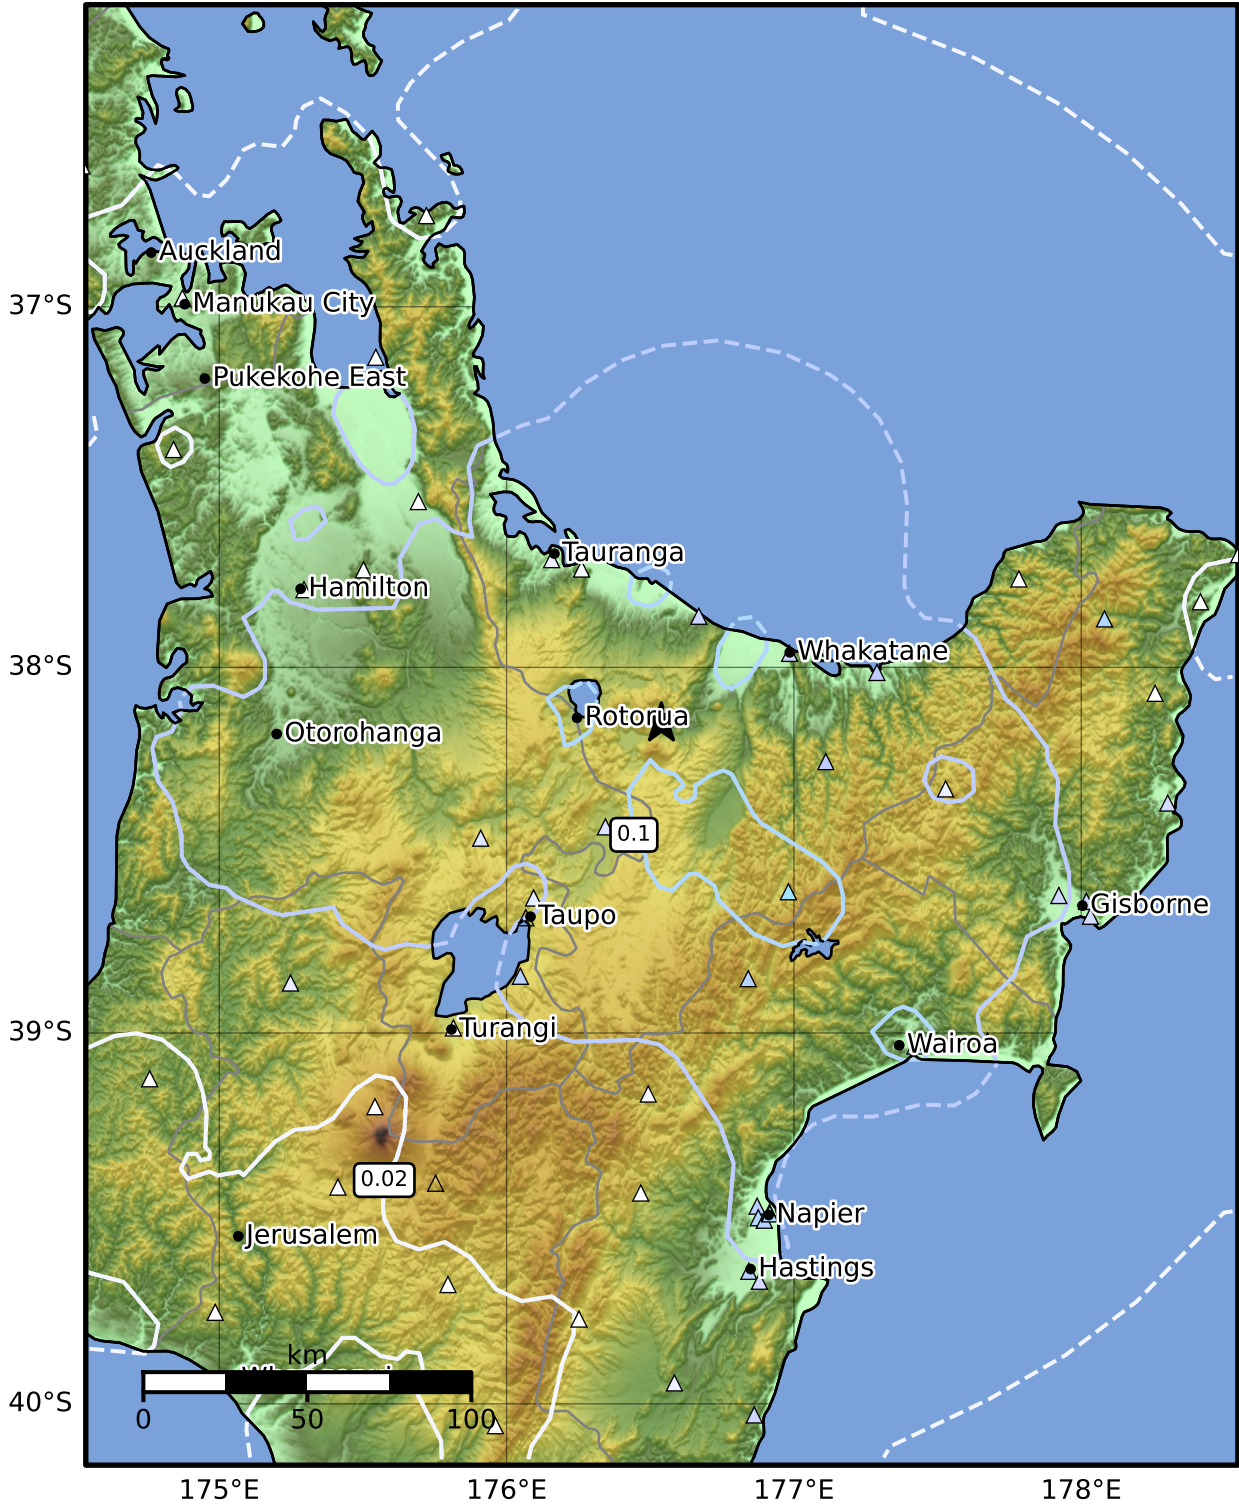 Auckland
37°S
Manukau City
Pukekohe East
Tauranga
Hamilton
Whakatane
38°S
Rotorua
Otorohanga
0.1
Taupo
Gisborne
39°S
Turangi
Wairoa
0.02
Napier
Jerusalem
Hastings
km
40°S
0 50 100
175°E 176°E 177°E 178°E